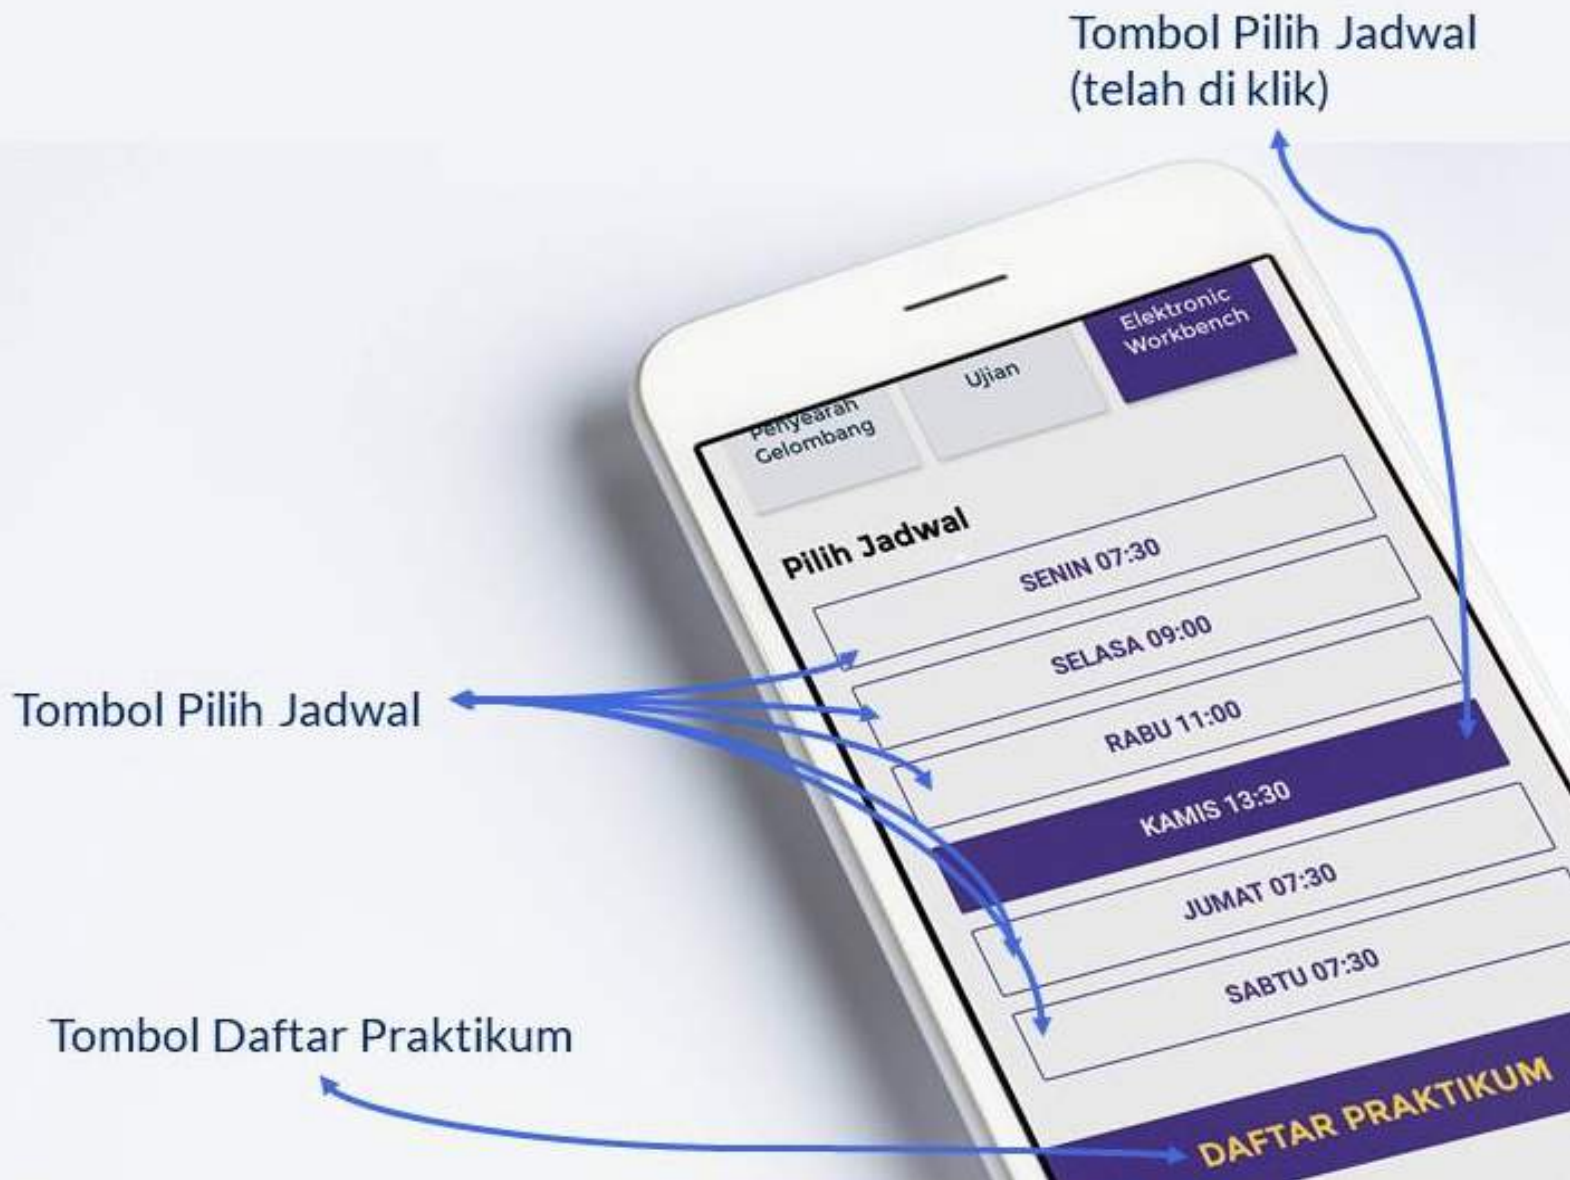 Tombol Pilih Jadwal
(telah di klik)
Elektronic
Workbench
Ujian
Penyearah
Gelombang
Pilih Jadwal
SENIN 07:30
SELASA 09:00
RABU 11:00
KAMIS 13:30
JUMAT 07:30
SABTU 07:30
Tombol Pilih Jadwal
Tombol Daftar Praktikum
DAFTAR PRAKTIKUM